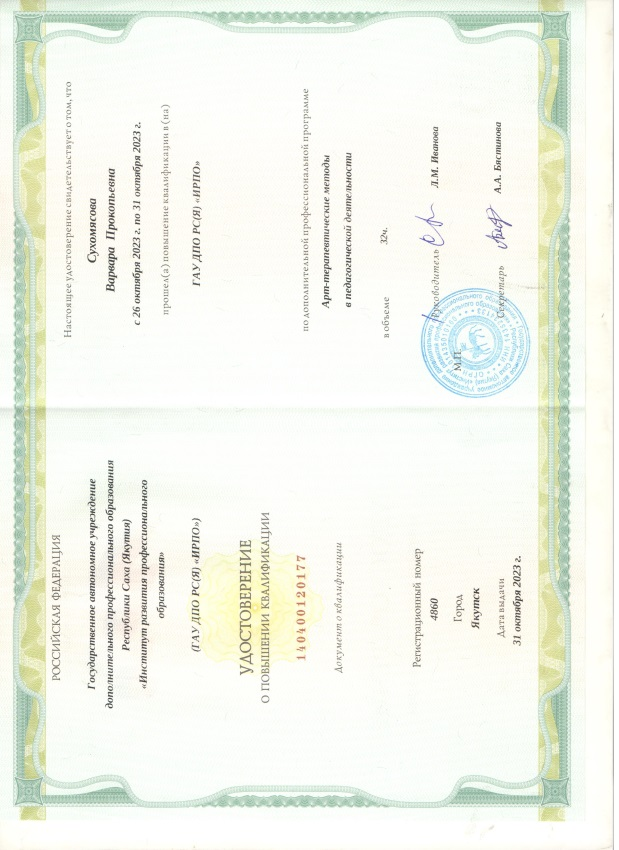 РОССИЙСКАЯ ФЕДЕРАЦИЯ
Государственное автономное учреждение
дополнительного профессионального образования
Республики Саха (Якутия)
«Институт развития профессионального
образования»
(ГАУ ДПО РС(Я) «ИРПО»)
УДОСТОВЕРЕНИЕ
О ПОВЫШЕНИИ КВАЛИФИКАЦИИ
140400120177
Документ о квалификации
Регистрационный номер
4860
Город
Якутск
Дата выдачи
31 октября 2023 г.
Настоящее удостоверение свидетельствует о том, что
Сухомясова
Варвара Прокопьевна
с 26 октября 2023 г. по 31 октября 2023 г.
прошел(а) повышение квалификации в (на)
ГАУ ДПО РС(Я) «ИРПО»
по дополнительной профессиональной программе
Арт-терапевтические методы
в педагогической деятельности
в объеме 32ч.
М.П.
Руководитель Л.М. Иванова
Секретарь А.А. Бястинова